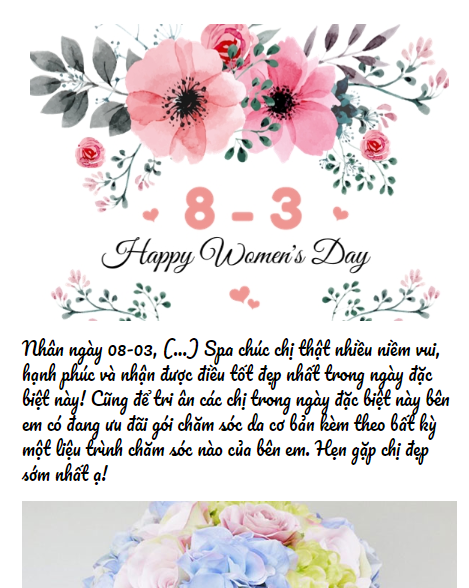 8 - 3
Happy Women's Day
Nhân ngày 08-03, (...) Spa chúc chị thật nhiều niềm vui,
hạnh phúc và nhận được điều tốt đẹp nhất trong ngày đặc
biệt này! Cũng để tri ân các chị trong ngày đặc biệt này bên
em có đang ưu đãi gói chăm sóc da cơ bản kèm theo bất kỳ
một liệu trình chăm sóc nào của bên em. Hẹn gặp chị đẹp
sớm nhất ạ!